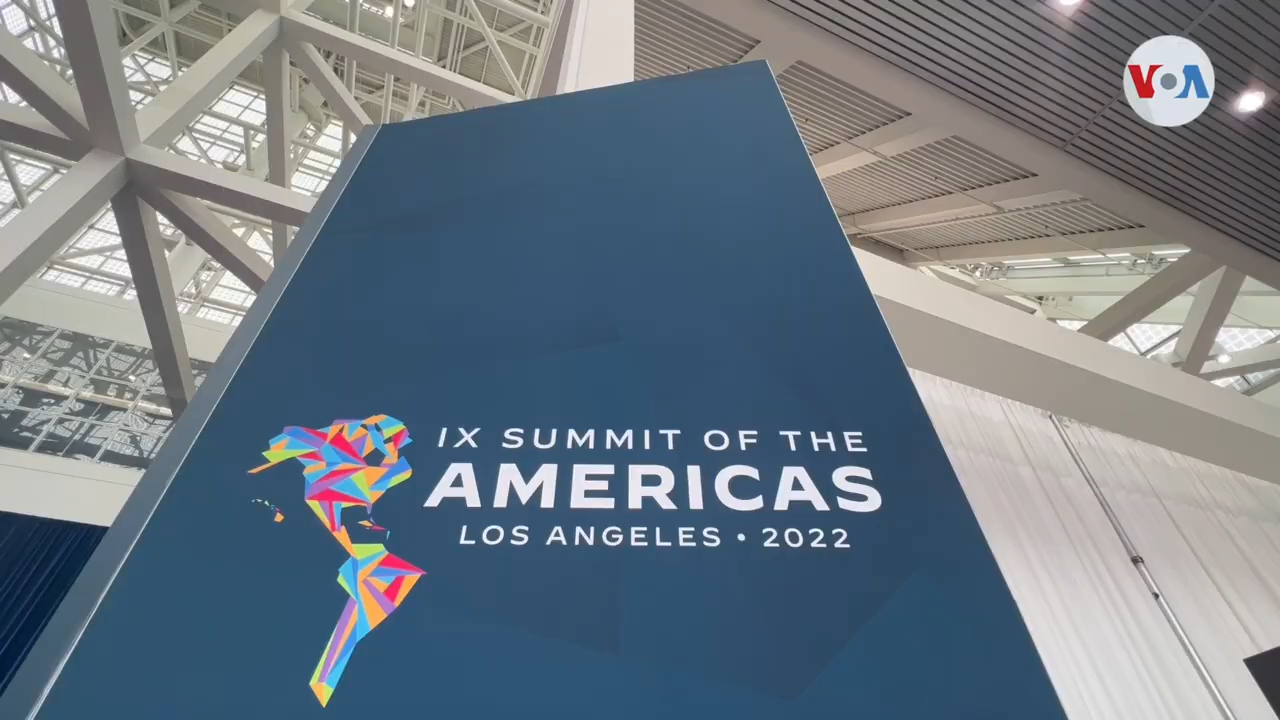 VOA
IX SUMMIT OF THE
AMERICAS
LOS ANGELES • 2022